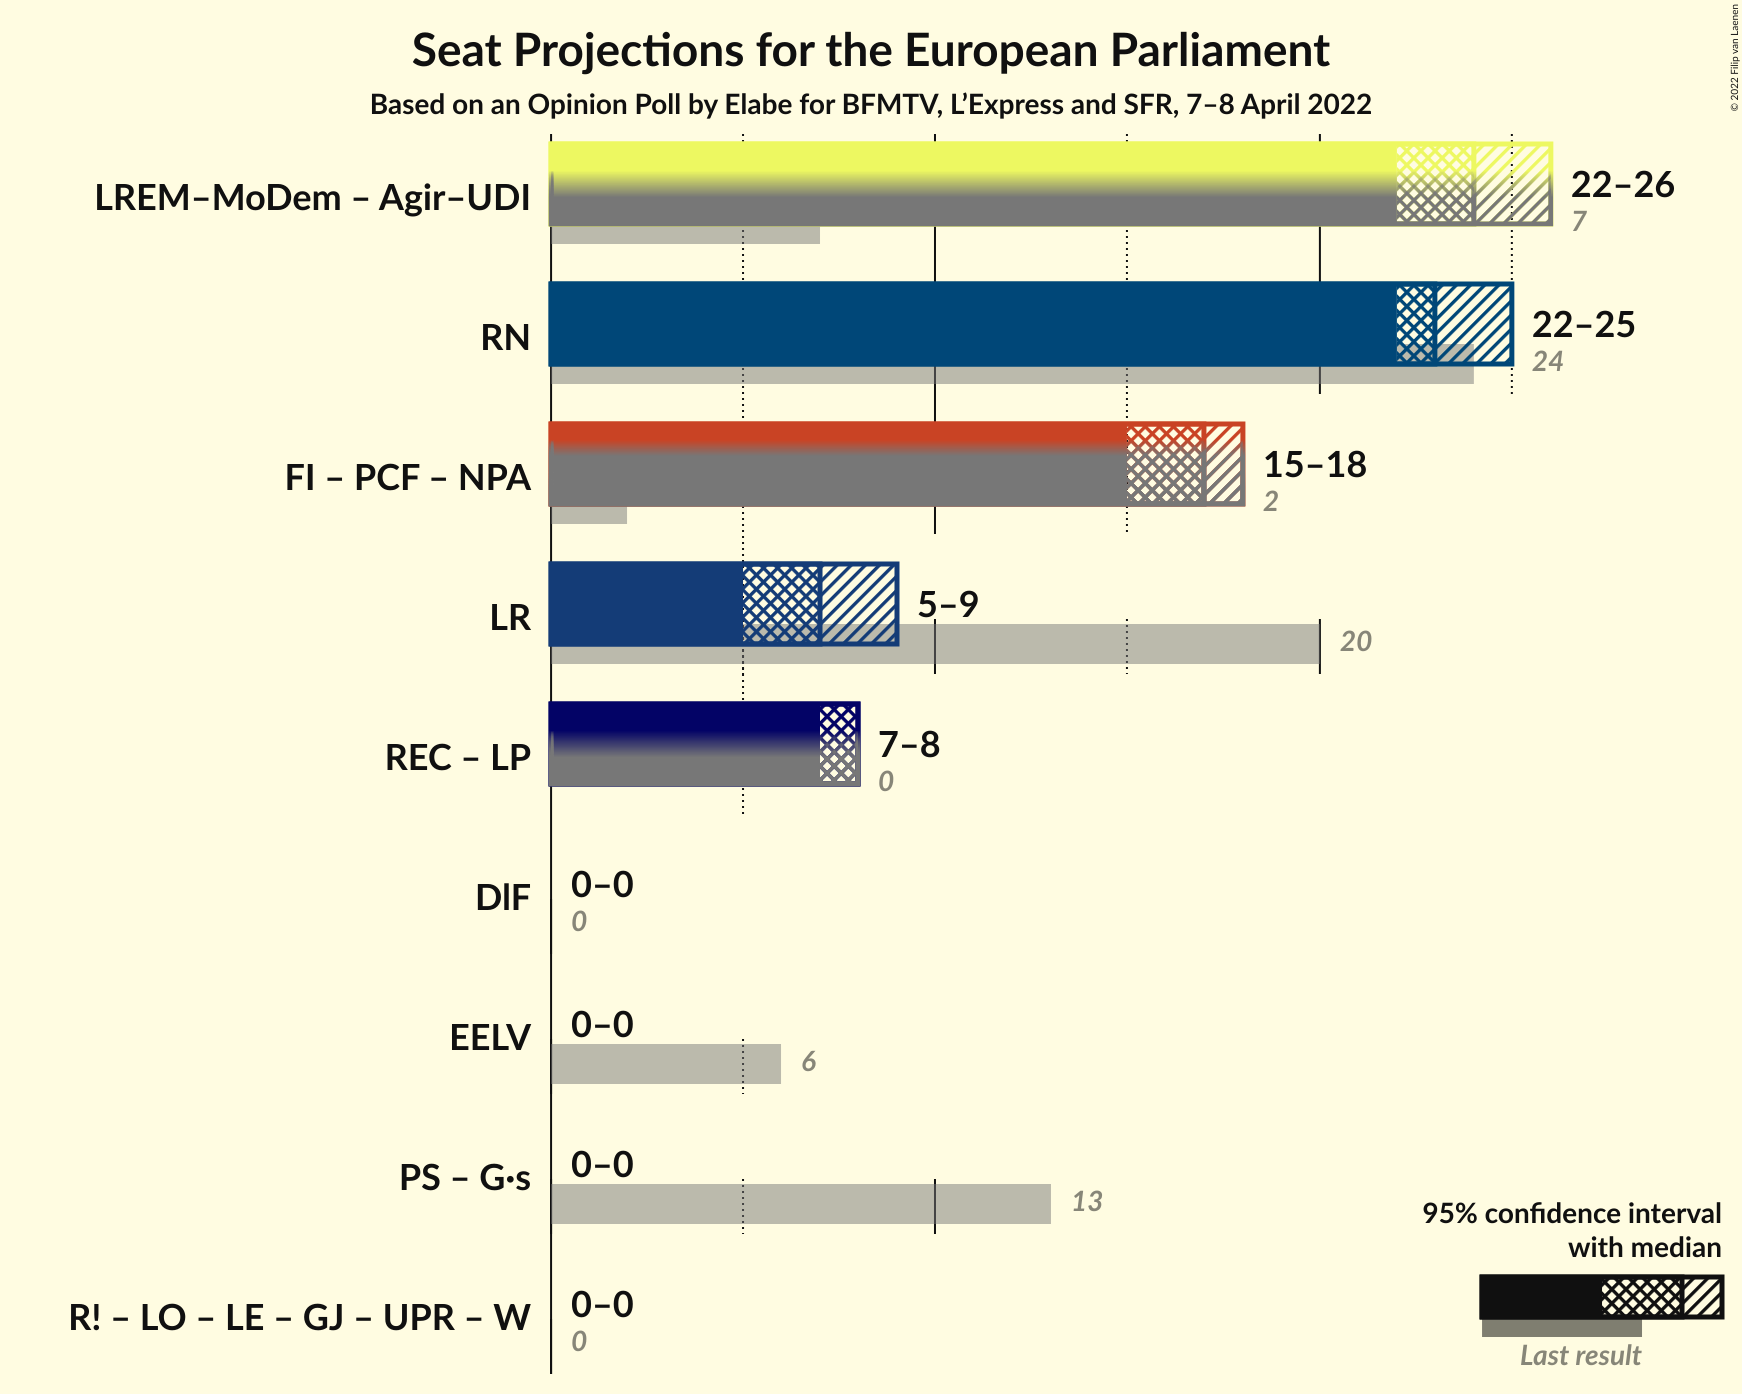 Seat Projections for the European Parliament
Based on an Opinion Poll by Elabe for BFMTV, L’Express and SFR, 7–8 April 2022
© 2022 Filip van Laenen
LREM–MoDem – Agir–UDI
22–26
7
RN
22–25
24
FI – PCF – NPA
15–18
2
LR
5–9
20
REC – LP
7–8
0
DlF
0–0
0
EELV
0–0
6
PS – G·s
0–0
13
R! – LO – LE – GJ – UPR – W
0–0
0
95% confidence interval
with median
Last result